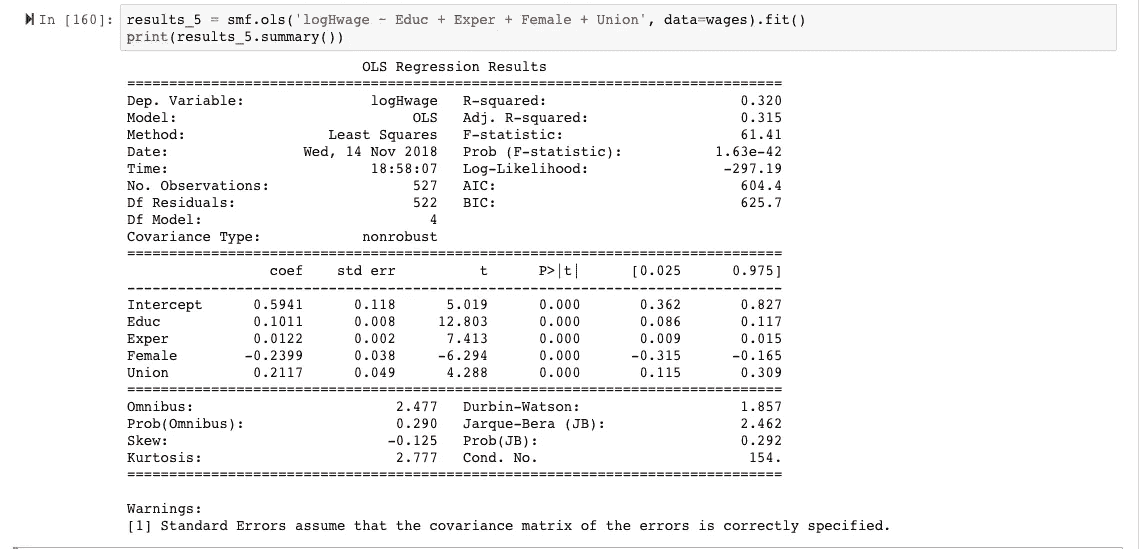 In [160]: results_5 = smf.ols('logHwage ~ Educ + Exper + Female + Union', data=wages).fit()
print(results_5.summary())
OLS Regression Results
==============================================================================
Dep. Variable: logHwage R-squared: 0.320
Model: OLS Adj. R-squared: 0.315
Method: Least Squares F-statistic: 61.41
Date: Wed, 14 Nov 2018 Prob (F-statistic): 1.63e-42
Time: 18:58:07 Log-Likelihood: -297.19
No. Observations: 527 AIC: 604.4
Df Residuals: 522 BIC: 625.7
Df Model: 4
Covariance Type: nonrobust
==============================================================================
coef std err t P>|t| [0.025 0.975]
------------------------------------------------------------------------------
Intercept 0.5941 0.118 5.019 0.000 0.362 0.827
Educ 0.1011 0.008 12.803 0.000 0.086 0.117
Exper 0.0122 0.002 7.413 0.000 0.009 0.015
Female -0.2399 0.038 -6.294 0.000 -0.315 -0.165
Union 0.2117 0.049 4.288 0.000 0.115 0.309
==============================================================================
Omnibus: 2.477 Durbin-Watson: 1.857
Prob(Omnibus): 0.290 Jarque-Bera (JB): 2.462
Skew: -0.125 Prob(JB): 0.292
Kurtosis: 2.777 Cond. No. 154.
==============================================================================
Warnings:
[1] Standard Errors assume that the covariance matrix of the errors is correctly specified.